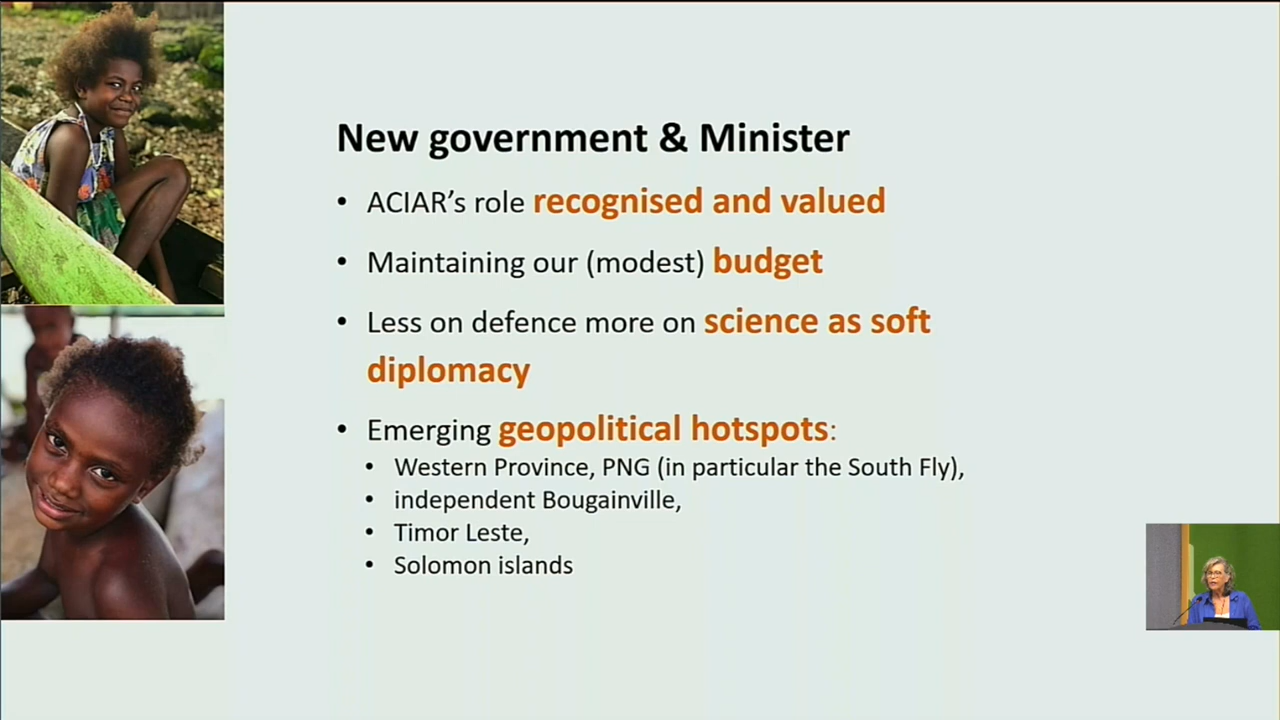 New government & Minister
• ACIAR’s role recognised and valued
• Maintaining our (modest) budget
• Less on defence more on science as soft
diplomacy
• Emerging geopolitical hotspots:
• Western Province, PNG (in particular the South Fly),
• independent Bougainville,
• Timor Leste,
• Solomon islands